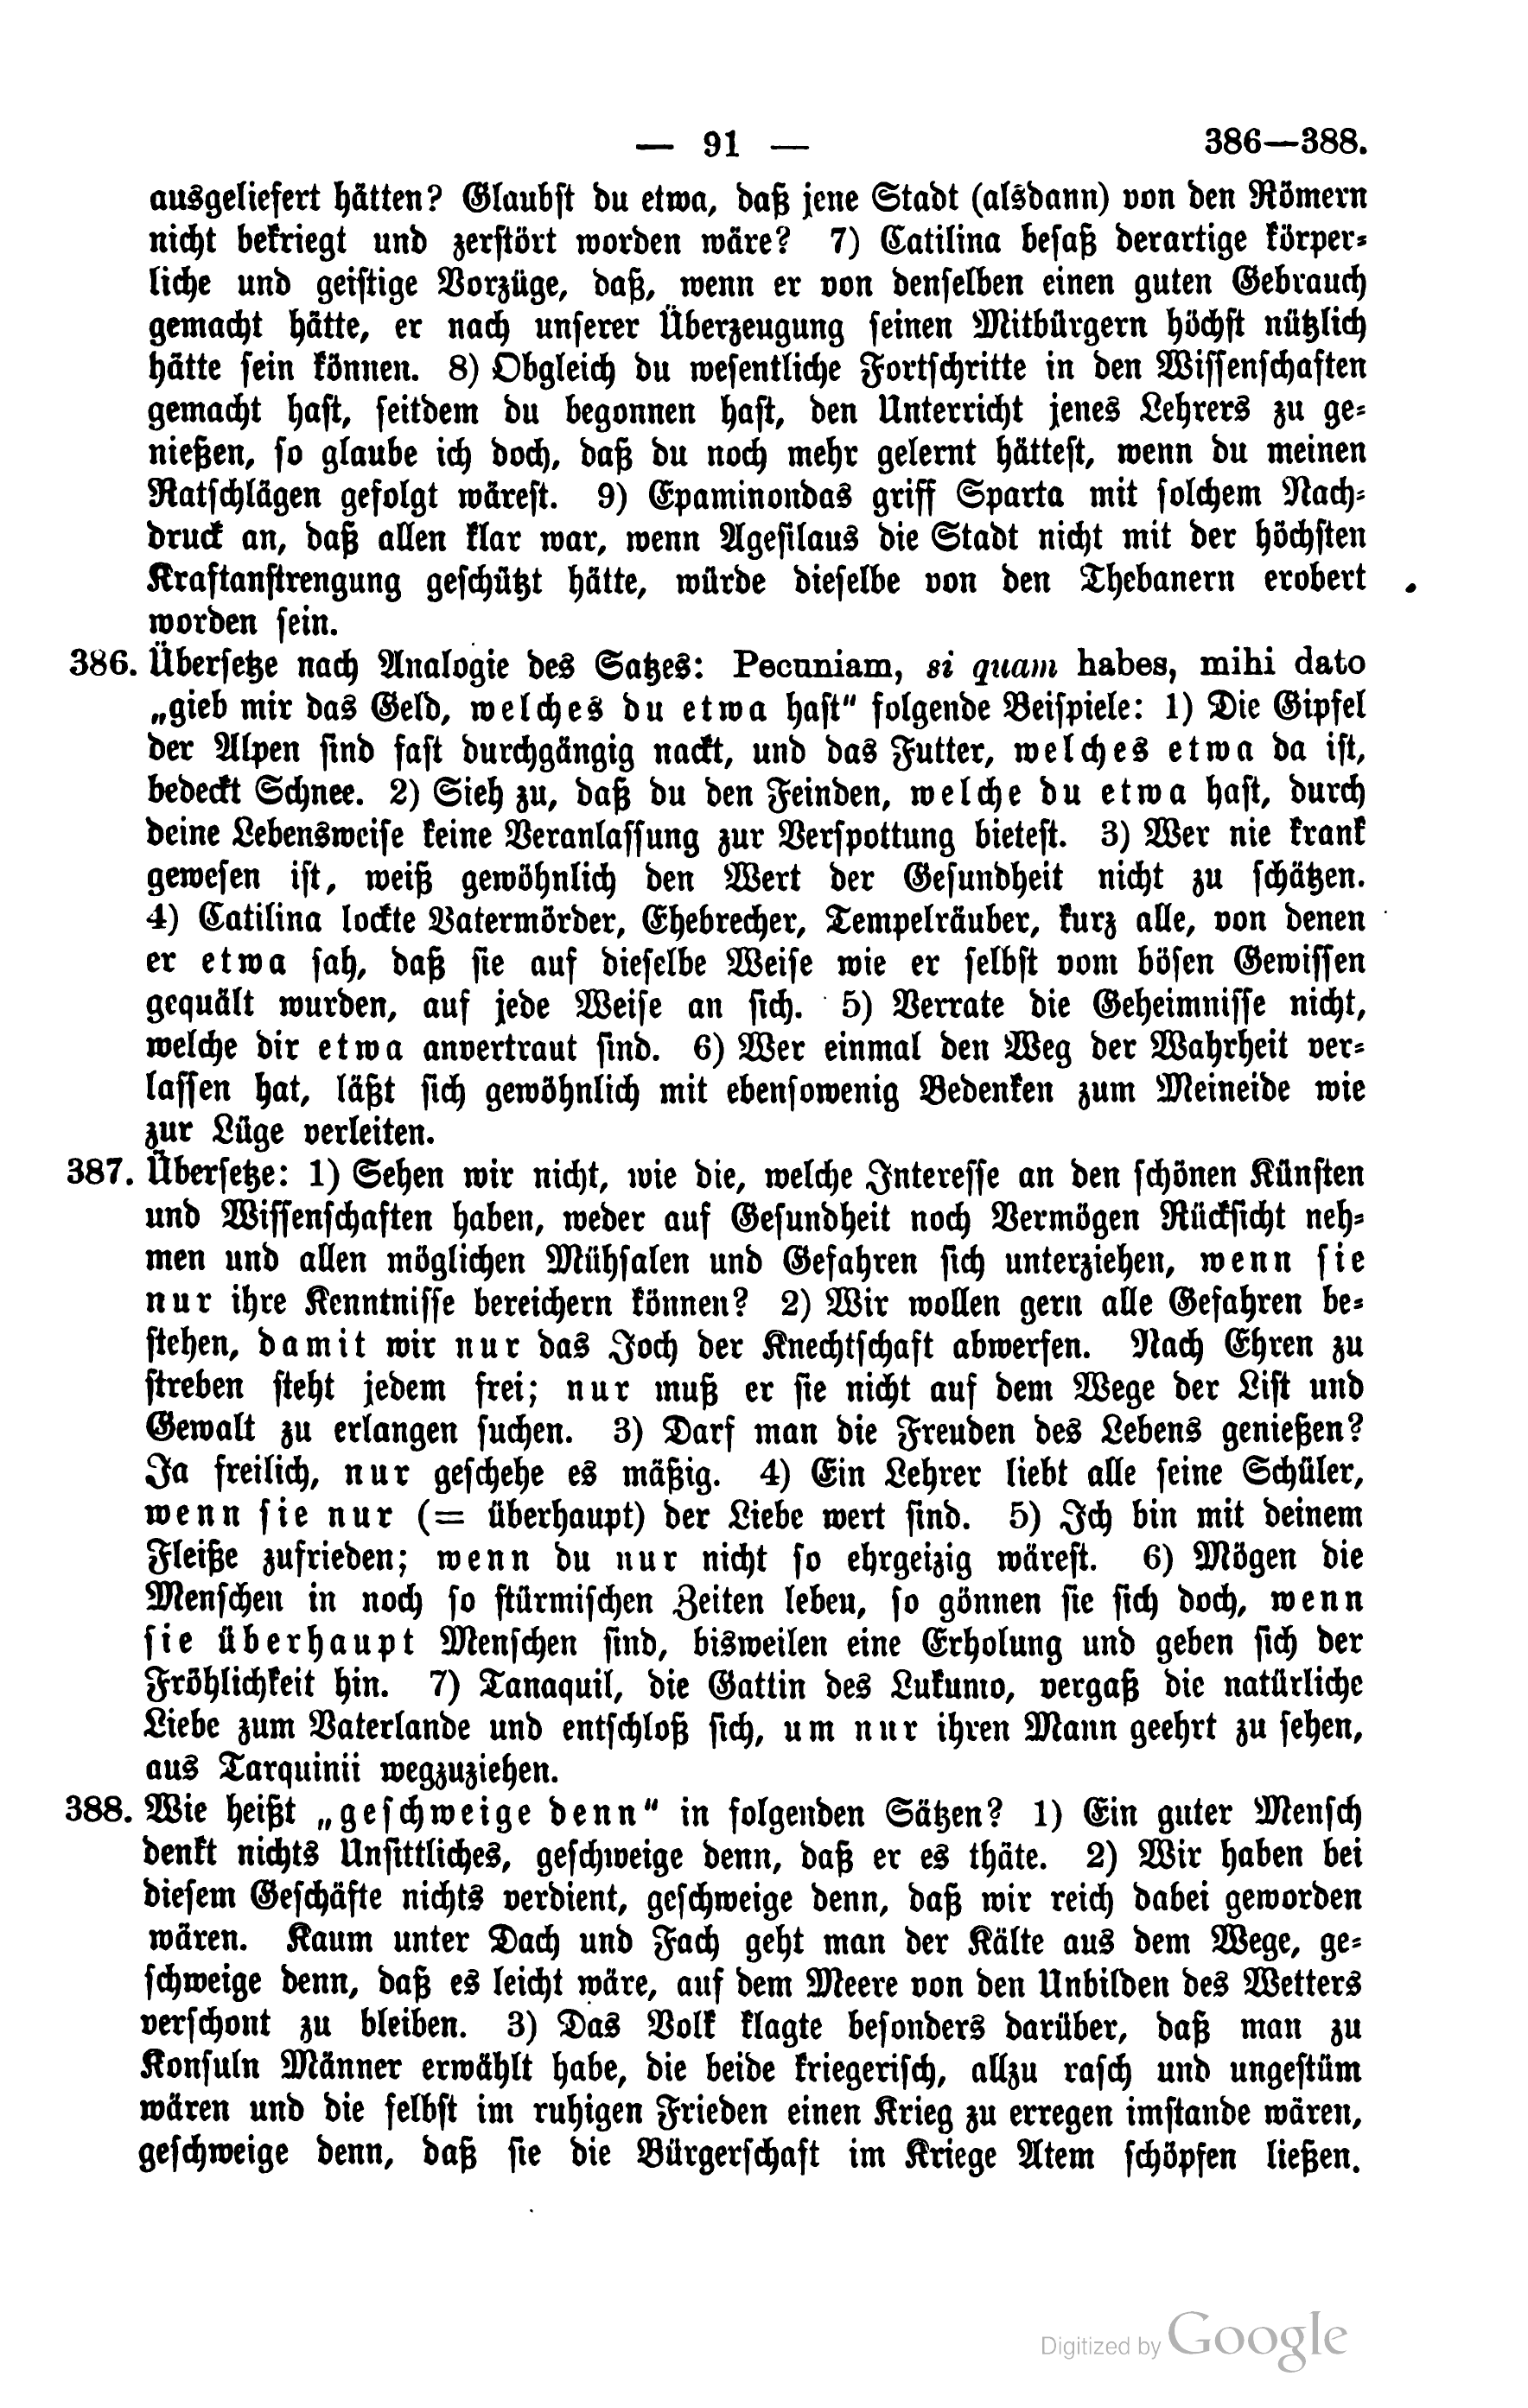 — 91 — 386—388.
ausgeliefert hätten? Glaubst du etwa, daß jene Stadt (alsdann) von den Römern
nicht bekriegt und zerstört worden wäre? 7) Catilina besaß derartige körper-
liche und geistige Vorzüge, daß, wenn er von denselben einen guten Gebrauch
gemacht hätte, er nach unserer Überzeugung seinen Mitbürgern höchst nützlich
hätte sein können. 8) Obgleich du wesentliche Fortschritte in den Wissenschaften
gemacht hast, seitdem du begonnen hast, den Unterricht jenes Lehrers zu ge-
nießen, so glaube ich doch, daß du noch mehr gelernt hättest, wenn du meinen
Ratschlägen gefolgt wärest. 9) Epaminondas griff Sparta mit solchem Nach-
druck an, daß allen klar war, wenn Agesilaus die Stadt nicht mit der höchsten
Kraftanstrengung geschützt hätte, würde dieselbe von den Thebanern erobert
worden sein.
386. Übersetze nach Analogie des Satzes: Pecuniam, si quam habes, mihi dato
„gieb mir das Geld, welches du etwa hast“ folgende Beispiele: 1) Die Gipfel
der Alpen sind fast durchgängig nackt, und das Futter, welches etwa da ist,
bedeckt Schnee. 2) Sieh zu, daß du den Feinden, welche du etwa hast, durch
deine Lebensweise keine Veranlassung zur Verspottung bietest. 3) Wer nie krank
gewesen ist, weiß gewöhnlich den Wert der Gesundheit nicht zu schätzen.
4) Catilina lockte Vatermörder, Ehebrecher, Tempelräuber, kurz alle, von denen
er etwa sah, daß sie auf dieselbe Weise wie er selbst vom bösen Gewissen
gequält wurden, auf jede Weise an sich. 5) Verrate die Geheimnisse nicht,
welche dir etwa anvertraut sind. 6) Wer einmal den Weg der Wahrheit ver-
lassen hat, läßt sich gewöhnlich mit ebensowenig Bedenken zum Meineide wie
zur Lüge verleiten.
387. Übersetze: 1) Sehen wir nicht, wie die, welche Interesse an den schönen Künsten
und Wissenschaften haben, weder auf Gesundheit noch Vermögen Rücksicht neh-
men und allen möglichen Mühsalen und Gefahren sich unterziehen, wenn sie
nur ihre Kenntnisse bereichern können? 2) Wir wollen gern alle Gefahren be-
stehen, damit wir nur das Joch der Knechtschaft abwerfen. Nach Ehren zu
streben steht jedem frei; nur muß er sie nicht auf dem Wege der List und
Gewalt zu erlangen suchen. 3) Darf man die Freuden des Lebens genießen?
Ja freilich, nur geschehe es mäßig. 4) Ein Lehrer liebt alle seine Schüler,
wenn sie nur (= überhaupt) der Liebe wert sind. 5) Ich bin mit deinem
Fleiße zufrieden; wenn du nur nicht so ehrgeizig wärest. 6) Mögen die
Menschen in noch so stürmischen Zeiten leben, so gönnen sie sich doch, wenn
sie überhaupt Menschen sind, bisweilen eine Erholung und geben sich der
Fröhlichkeit hin. 7) Tanaquil, die Gattin des Lukumo, vergaß die natürliche
Liebe zum Vaterlande und entschloß sich, um nur ihren Mann geehrt zu sehen,
aus Tarquinii wegzuziehen.
388. Wie heißt „geschweige denn“ in folgenden Sätzen? 1) Ein guter Mensch
denkt nichts Unsittliches, geschweige denn, daß er es thäte. 2) Wir haben bei
diesem Geschäfte nichts verdient, geschweige denn, daß wir reich dabei geworden
wären. Kaum unter Dach und Fach geht man der Kälte aus dem Wege, ge-
schweige denn, daß es leicht wäre, auf dem Meere von den Unbilden des Wetters
verschont zu bleiben. 3) Das Volk klagte besonders darüber, daß man zu
Konsuln Männer erwählt habe, die beide kriegerisch, allzu rasch und ungestüm
wären und die selbst im ruhigen Frieden einen Krieg zu erregen imstande wären,
geschweige denn, daß sie die Bürgerschaft im Kriege Atem schöpfen ließen.
Digitized by Google